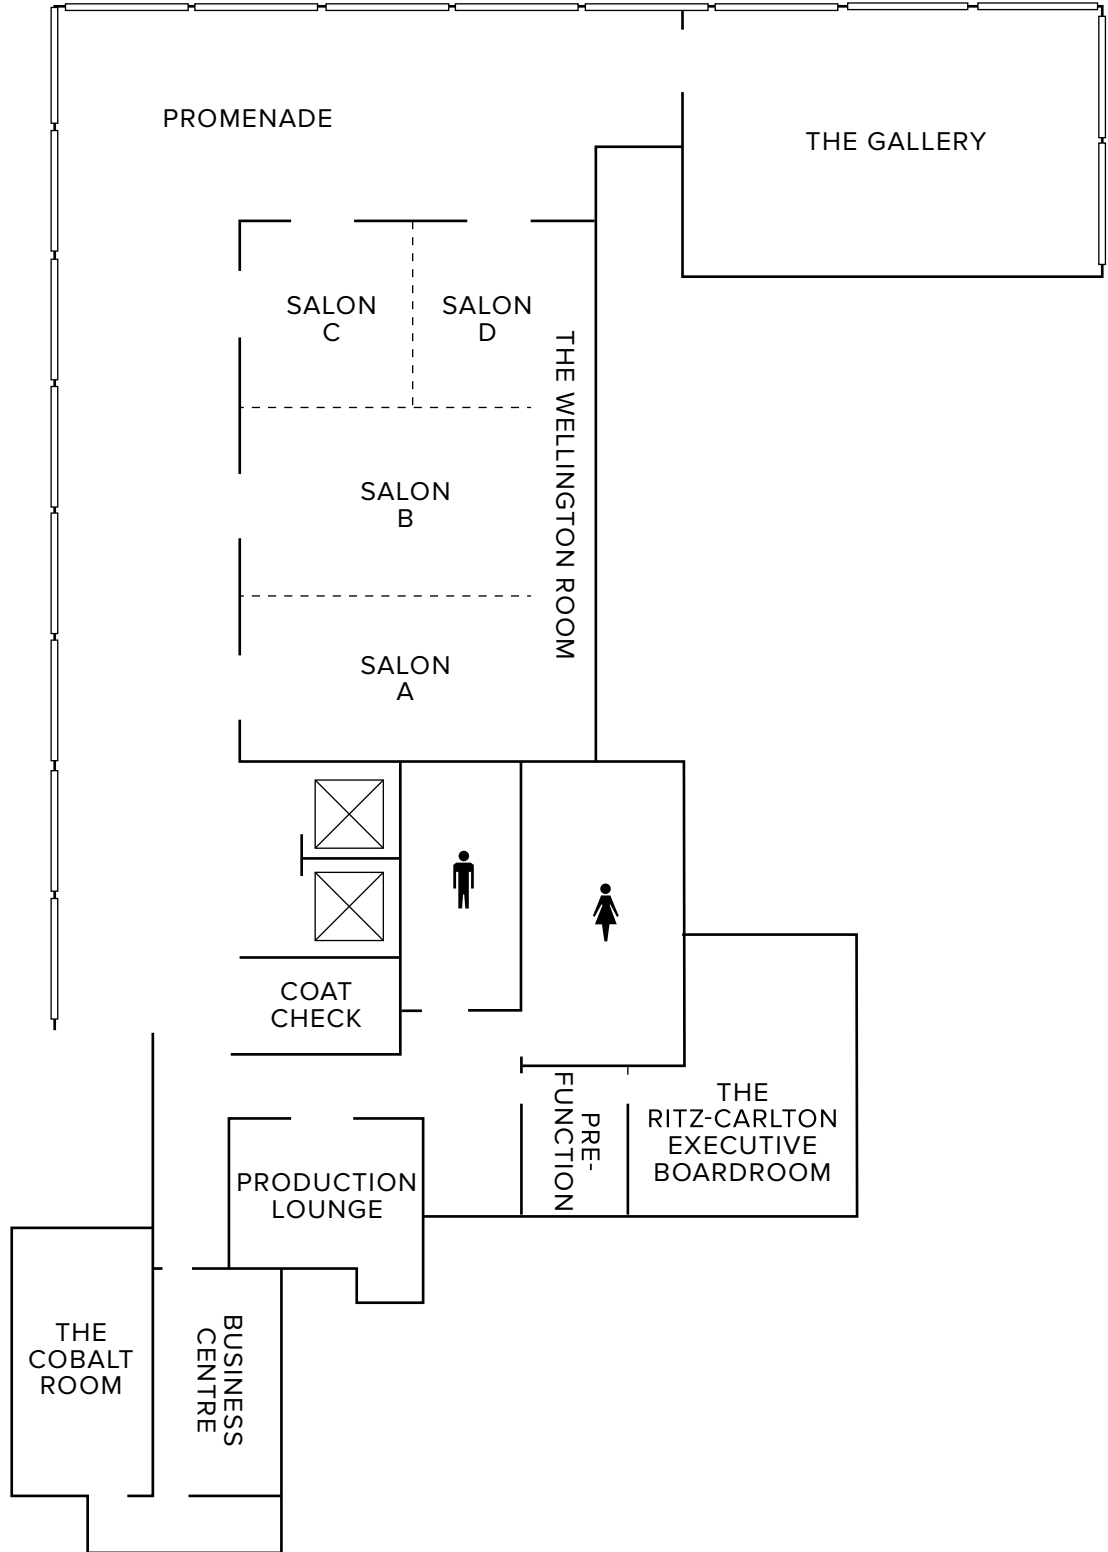 PROMENADE
THE GALLERY
SALON
C
SALON
D
THE WELLINGTON ROOM
SALON
B
SALON
A
COAT
CHECK
PRE-
FUNCTION
THE
RITZ-CARLTON
EXECUTIVE
BOARDROOM
PRODUCTION
LOUNGE
THE
COBALT
ROOM
BUSINESS
CENTRE